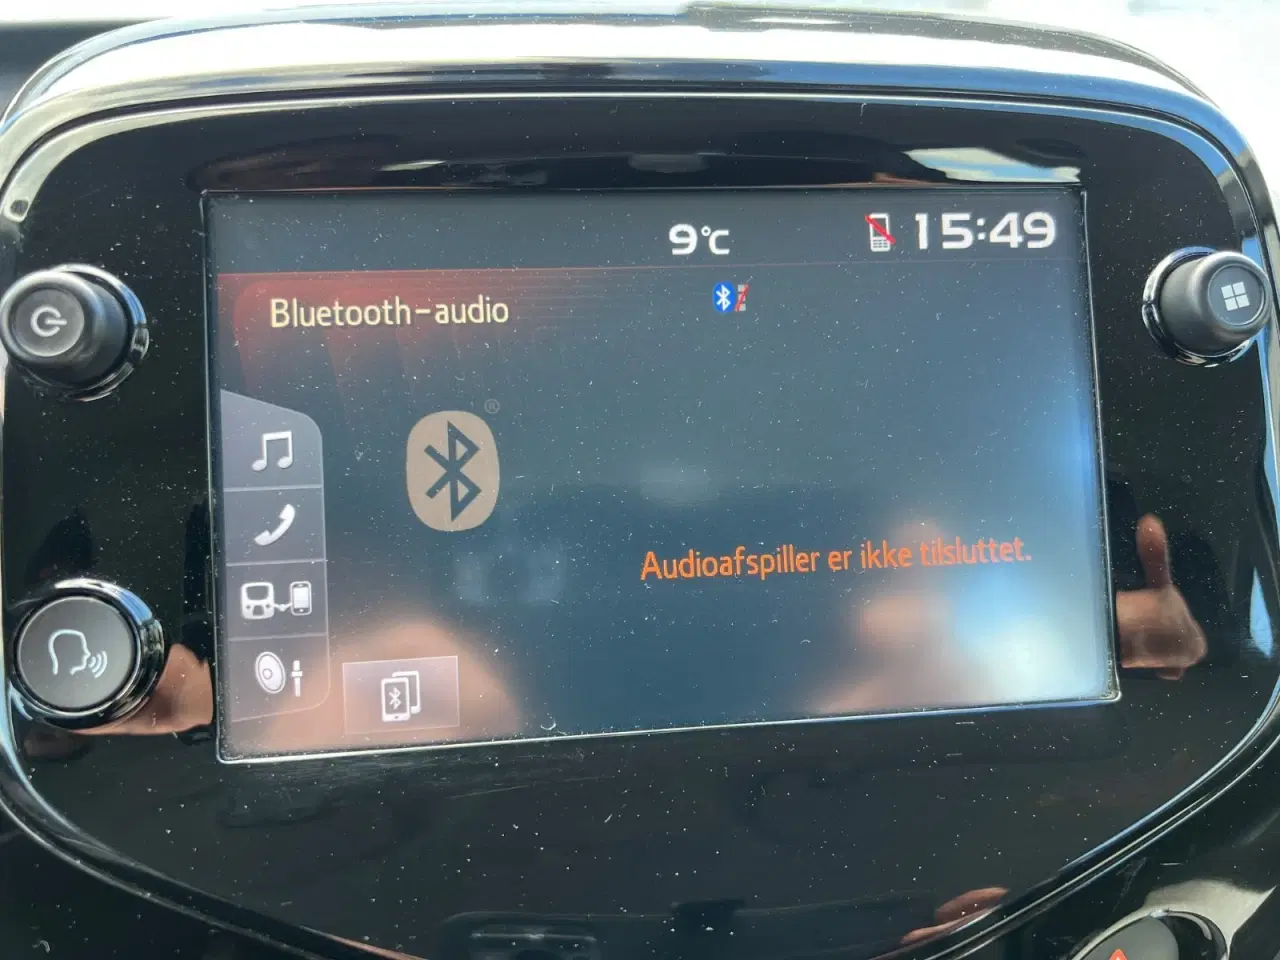 9°C
15:49
Bluetooth-audio
®
Audioafspiller er ikke tilsluttet.